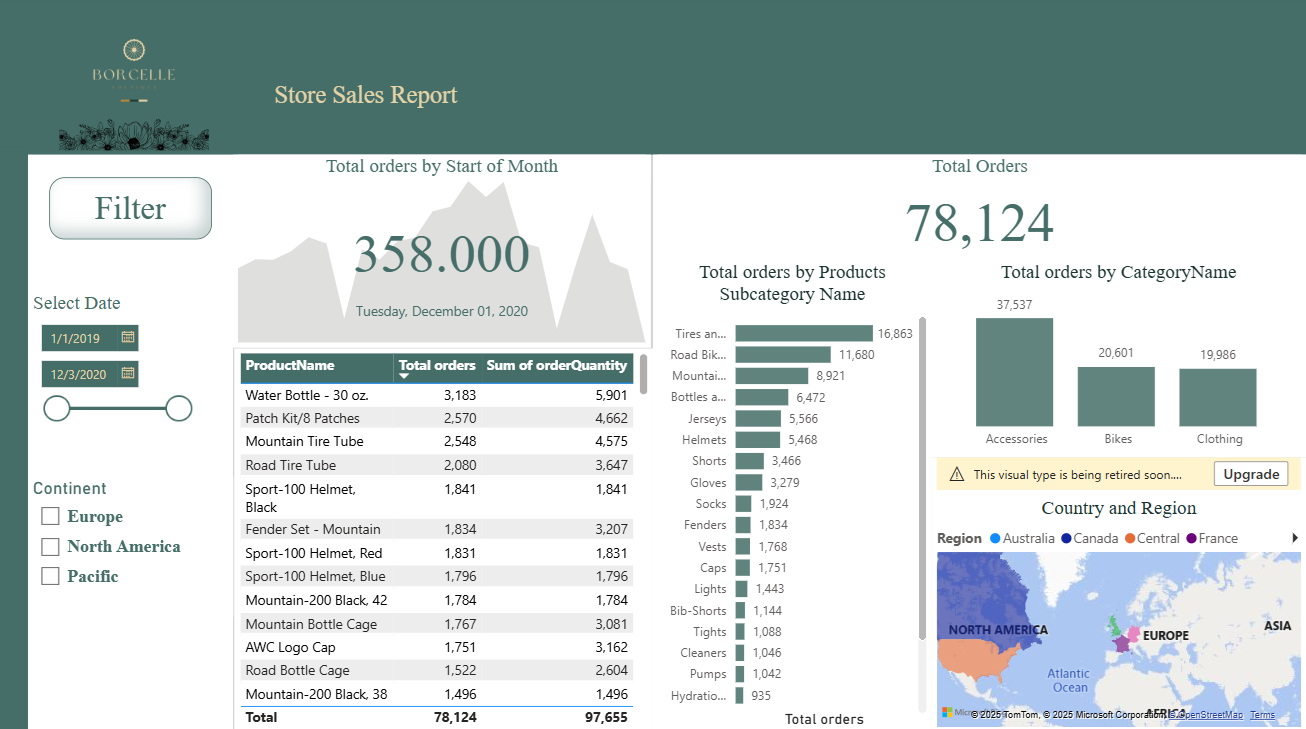 BORCELLE
Store Sales Report
Filter
Select Date
1/1/2019
12/3/2020
Continent
Europe
North America
Pacific
Total orders by Start of Month
358.000
Tuesday, December 01, 2020
ProductName Total orders Sum of orderQuantity
Water Bottle - 30 oz. 3,183 5,901
Patch Kit/8 Patches 2,570 4,662
Mountain Tire Tube 2,548 4,575
Road Tire Tube 2,080 3,647
Sport-100 Helmet,
Black 1,841 1,841
Fender Set - Mountain 1,834 3,207
Sport-100 Helmet, Red 1,831 1,831
Sport-100 Helmet, Blue 1,796 1,796
Mountain-200 Black, 42 1,784 1,784
Mountain Bottle Cage 1,767 3,081
AWC Logo Cap 1,751 3,162
Road Bottle Cage 1,522 2,604
Mountain-200 Black, 38 1,496 1,496
Total 78,124 97,655
Total Orders
78,124
Total orders by Products
Subcategory Name
Tires an... 16,863
Road Bik... 11,680
Mountai... 8,921
Bottles a... 6,472
Jerseys 5,566
Helmets 5,468
Shorts 3,466
Gloves 3,279
Socks 1,924
Fenders 1,834
Vests 1,768
Caps 1,751
Lights 1,443
Bib-Shorts 1,144
Tights 1,088
Cleaners 1,046
Pumps 1,042
Hydratio... 935
Total orders
Total orders by CategoryName
37,537
20,601
19,986
Accessories Bikes Clothing
This visual type is being retired soon.... Upgrade
Country and Region
Region Australia Canada Central France
NORTH AMERICA
EUROPE
ASIA
Atlantic
Ocean
AFRICA
© 2025 TomTom, © 2025 Microsoft Corporation, © OpenStreetMap Terms